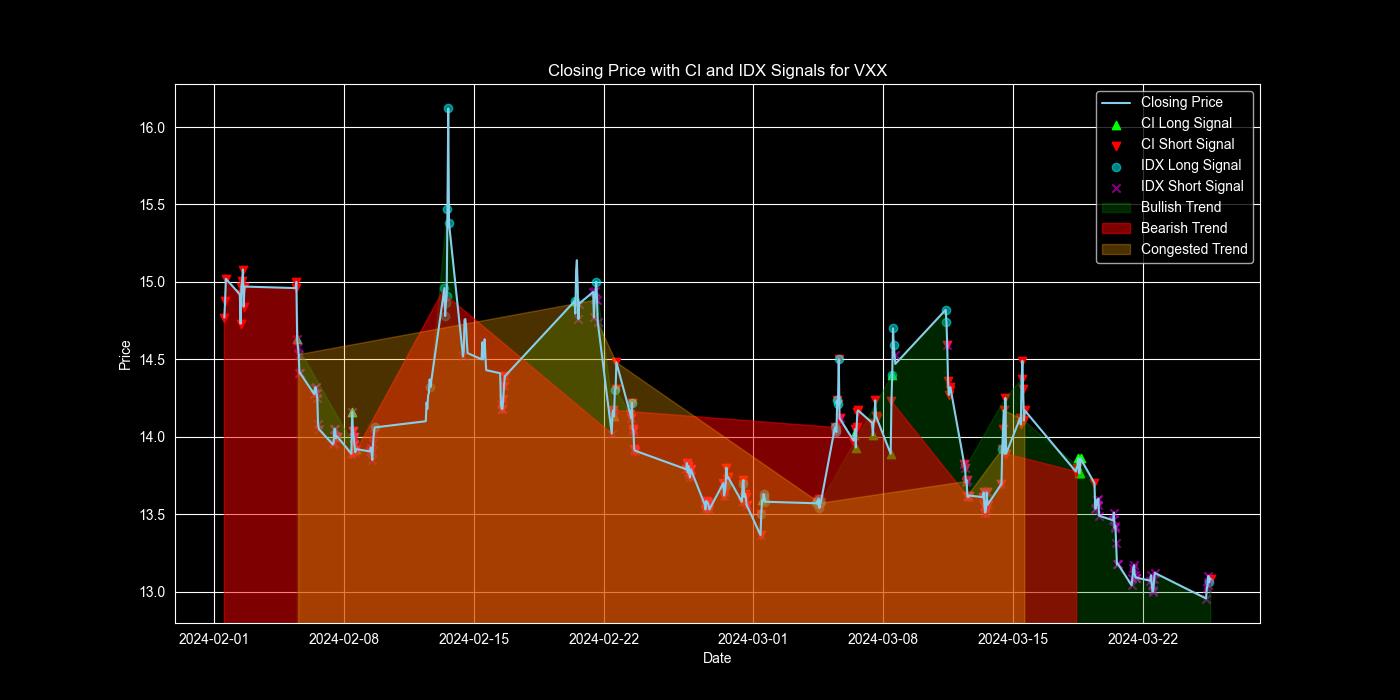 Closing Price with CI and IDX Signals for VXX
Closing Price
CI Long Signal
CI Short Signal
IDX Long Signal
IDX Short Signal
Bullish Trend
Bearish Trend
Congested Trend
Price
16.0
15.5
15.0
14.5
14.0
13.5
13.0
2024-02-01 2024-02-08 2024-02-15 2024-02-22 2024-03-01 2024-03-08 2024-03-15 2024-03-22
Date